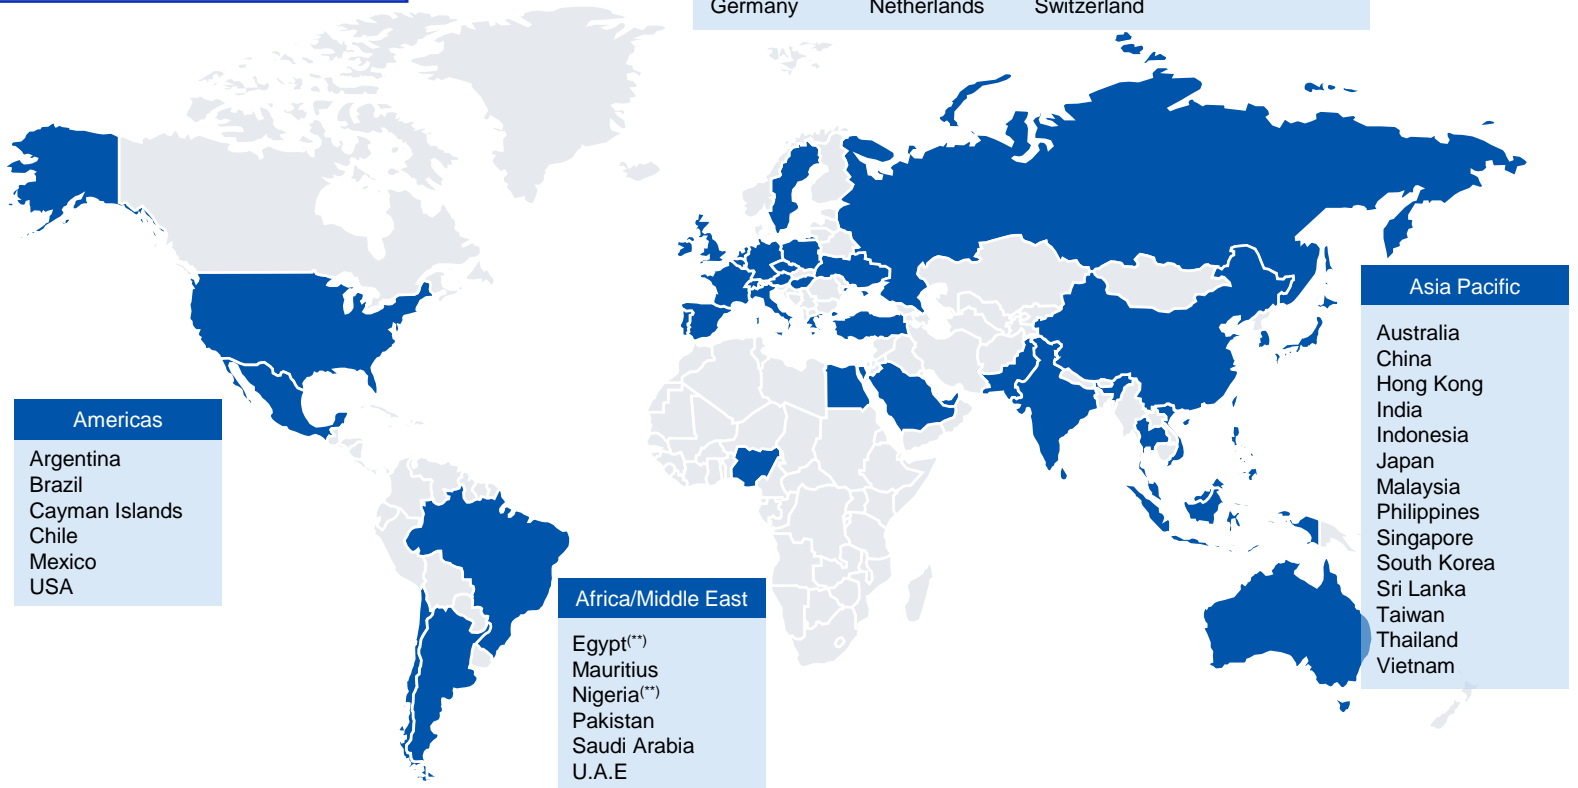 Germany Netherlands Switzerland
Asia Pacific
Australia
China
Hong Kong
India
Indonesia
Japan
Malaysia
Philippines
Singapore
South Korea
Sri Lanka
Taiwan
Thailand
Vietnam
Americas
Argentina
Brazil
Cayman Islands
Chile
Mexico
USA
Africa/Middle East
Egypt(**)
Mauritius
Nigeria(**)
Pakistan
Saudi Arabia
U.A.E